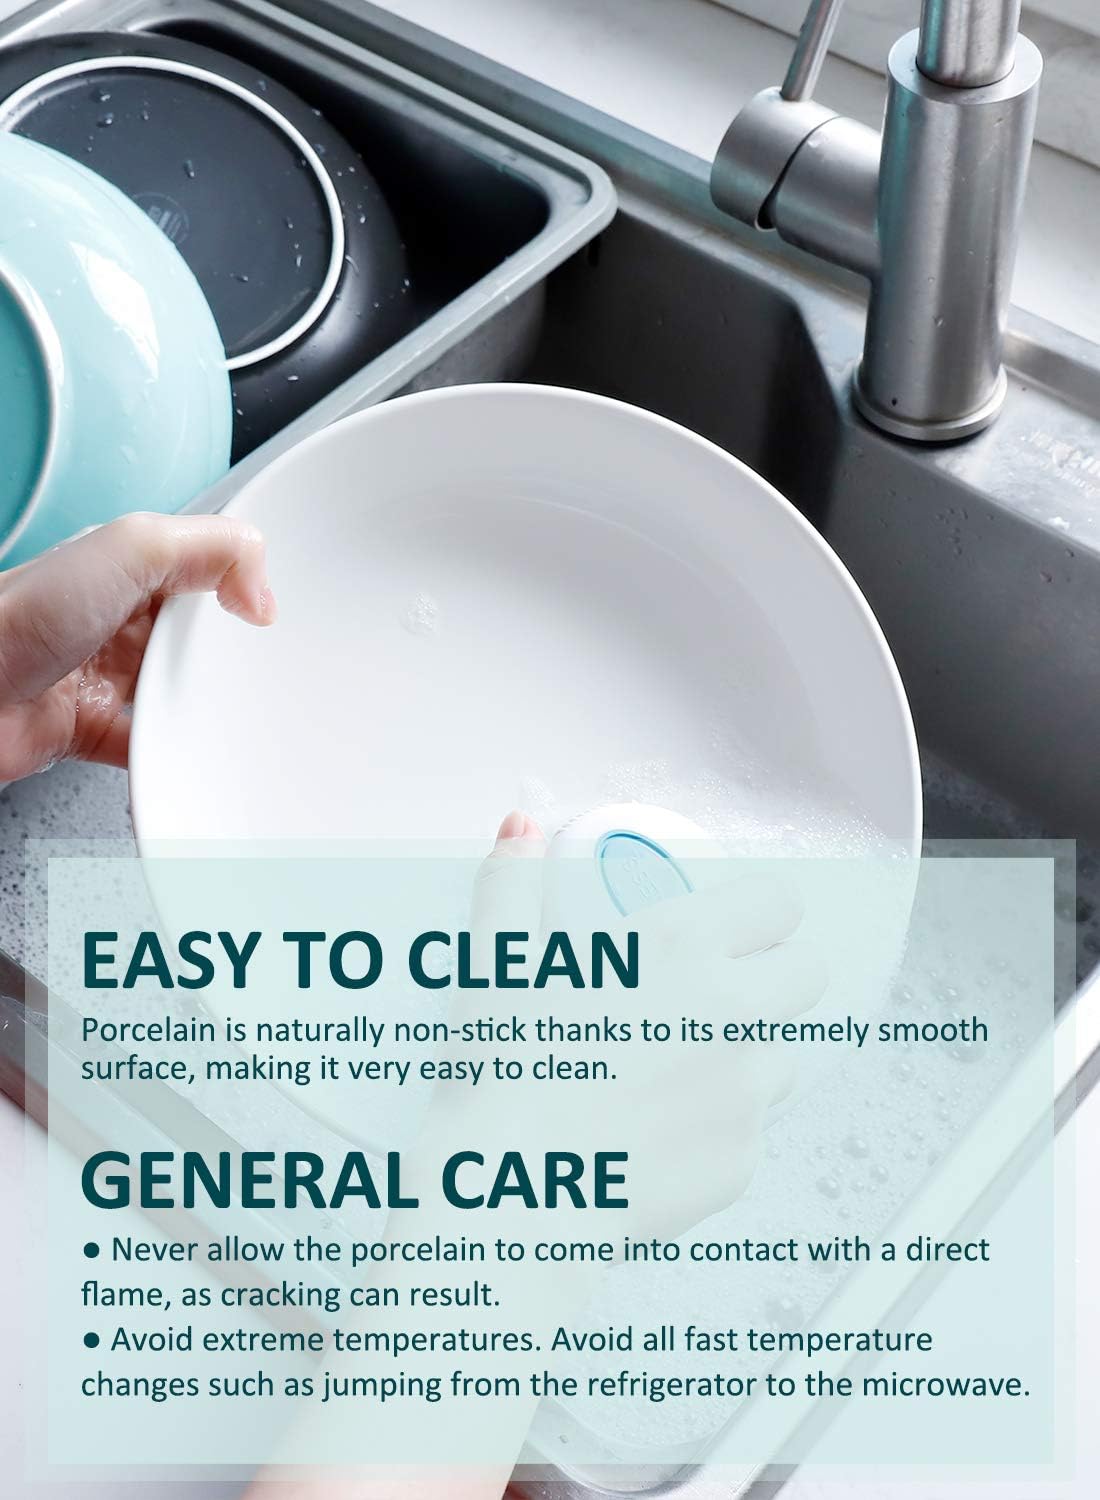 EASY TO CLEAN
Porcelain is naturally non-stick thanks to its extremely smooth
surface, making it very easy to clean.
GENERAL CARE
● Never allow the porcelain to come into contact with a direct
flame, as cracking can result.
● Avoid extreme temperatures. Avoid all fast temperature
changes such as jumping from the refrigerator to the microwave.